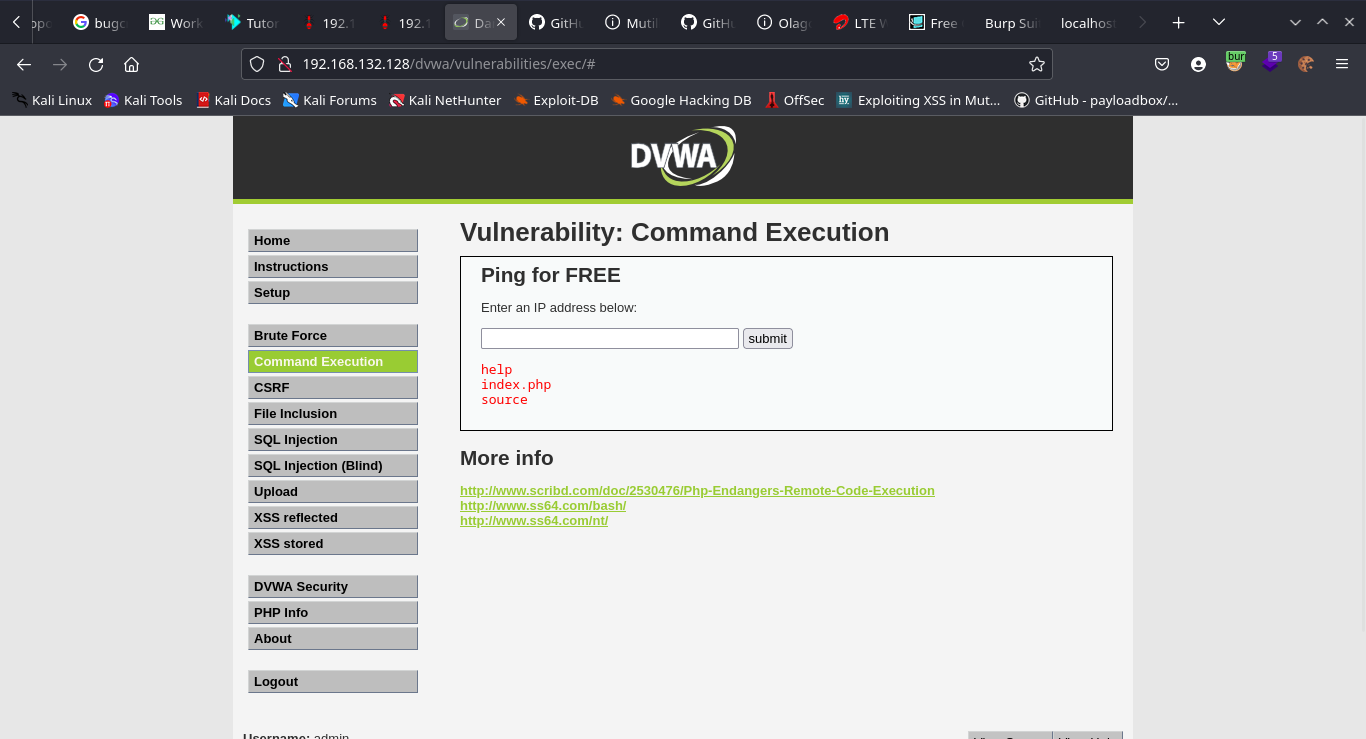 bugc
Work
Tutor
192.1
192.1
Da
GitHu
Mutil
GitHu
Olag
LTE W
Free
Burp Sui
localhos
192.168.132.128/dvwa/vulnerabilities/exec/#
bur
5
Kali Linux
Kali Tools
Kali Docs
Kali Forums
Kali NetHunter
Exploit-DB
Google Hacking DB
OffSec
Exploiting XSS in Mut…
GitHub - payloadbox/…
DVWA
Home
Instructions
Setup
Brute Force
Command Execution
CSRF
File Inclusion
SQL Injection
SQL Injection (Blind)
Upload
XSS reflected
XSS stored
DVWA Security
PHP Info
About
Logout
Vulnerability: Command Execution
Ping for FREE
Enter an IP address below:
submit
help
index.php
source
More info
http://www.scribd.com/doc/2530476/Php-Endangers-Remote-Code-Execution
http://www.ss64.com/bash/
http://www.ss64.com/nt/
Username: admin